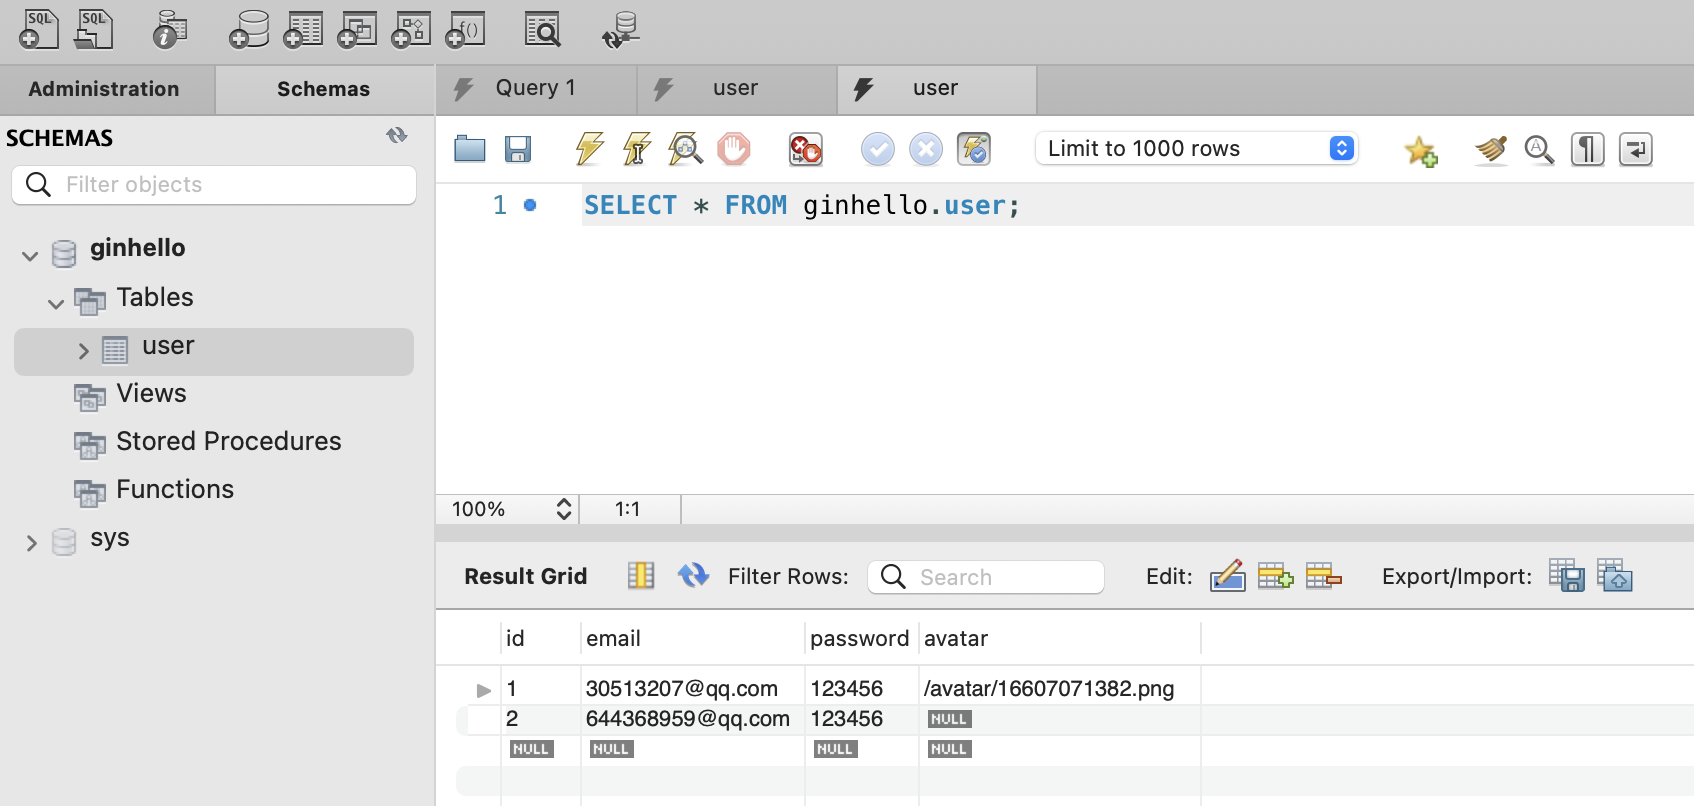 SQL SQL
Administration Schemas Query 1 user user
SCHEMAS
Filter objects
Limit to 1000 rows
1 SELECT * FROM ginhello.user;
ginhello
Tables
user
Views
Stored Procedures
Functions
sys
100% 1:1
Result Grid Filter Rows: Search Edit: Export/Import:
id email password avatar
1 30513207@qq.com 123456 /avatar/16607071382.png
2 644368959@qq.com 123456 NULL
NULL NULL NULL NULL